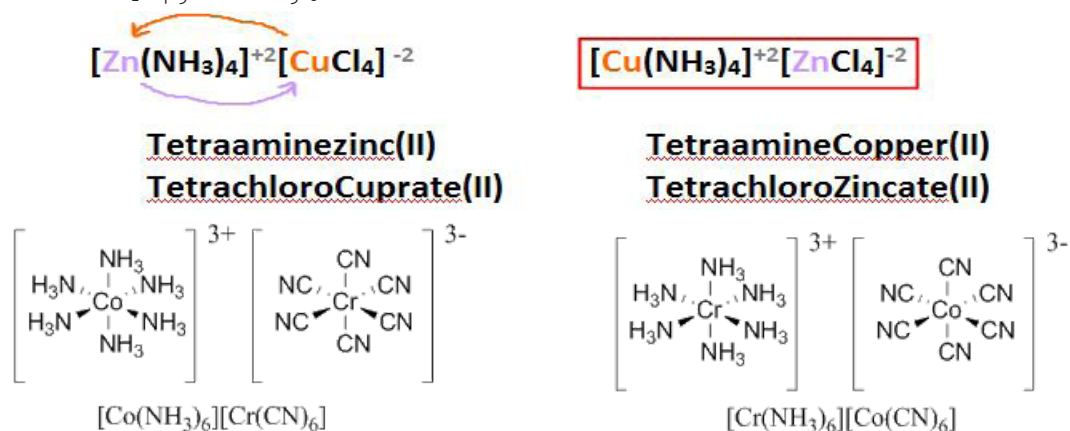 [Zn(NH₃)₄]⁺²[CuCl₄]⁻²
[Cu(NH₃)₄]⁺²[ZnCl₄]⁻²
Tetraaminezinc(II)
TetrachloroCuprate(II)
TetraamineCopper(II)
TetrachloroZincate(II)
3+
NH₃
H₃N
NH₃
Co
H₃N
NH₃
NH₃
3-
CN
NC
CN
Cr
NC
CN
CN
[Co(NH₃)₆][Cr(CN)₆]
3+
NH₃
H₃N
NH₃
Cr
H₃N
NH₃
NH₃
3-
CN
NC
CN
Co
NC
CN
CN
[Cr(NH₃)₆][Co(CN)₆]